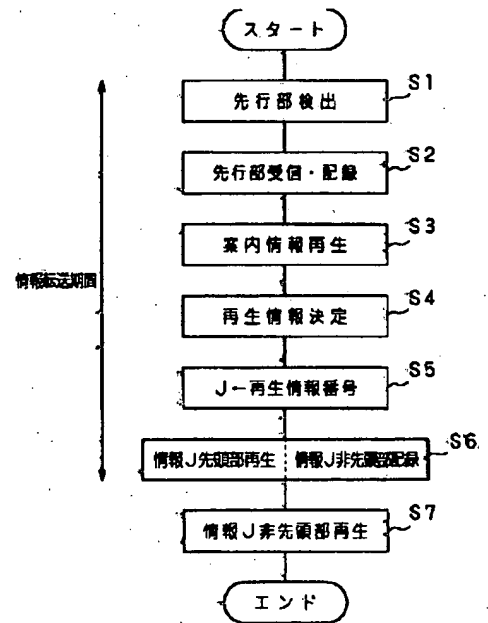 スタート
S1
先行部検出
S2
先行部受信・記録
S3
案内情報再生
情報伝送期間
S4
再生情報決定
S5
J←再生情報番号
S6
情報J先頭部再生 情報J非先頭部記録
S7
情報J非先頭部再生
エンド